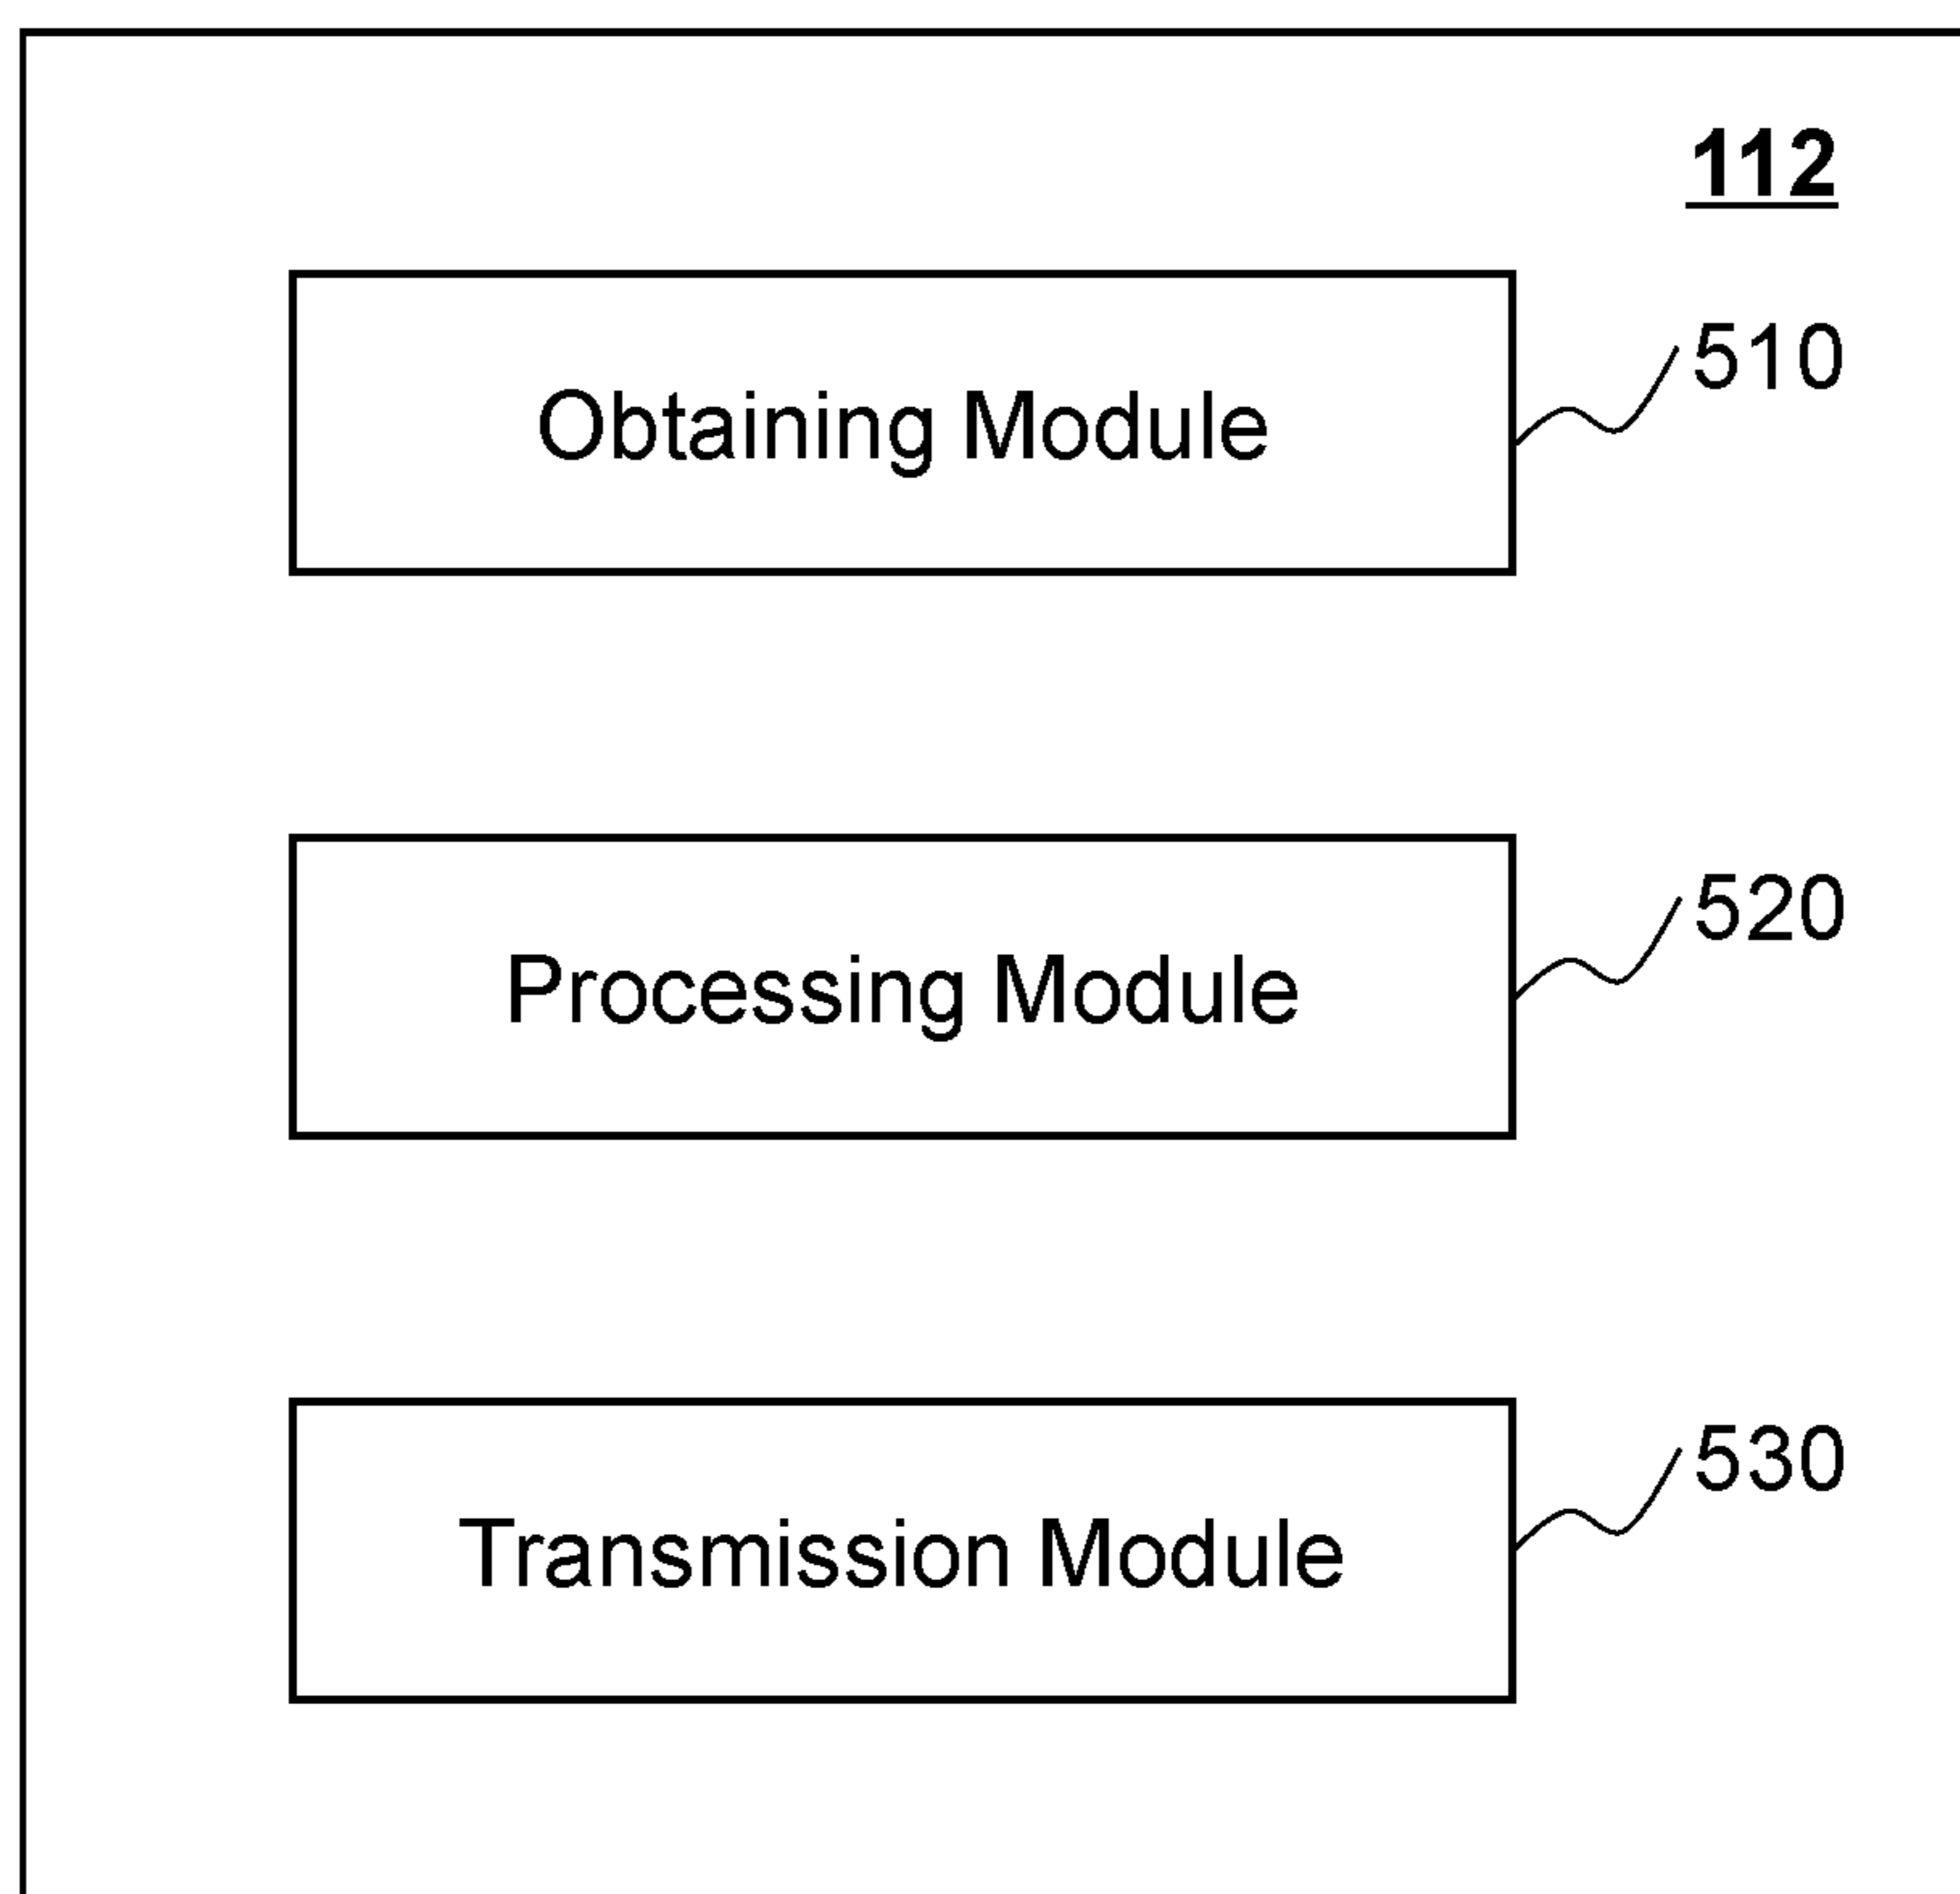 112
510
Obtaining Module
520
Processing Module
530
Transmission Module